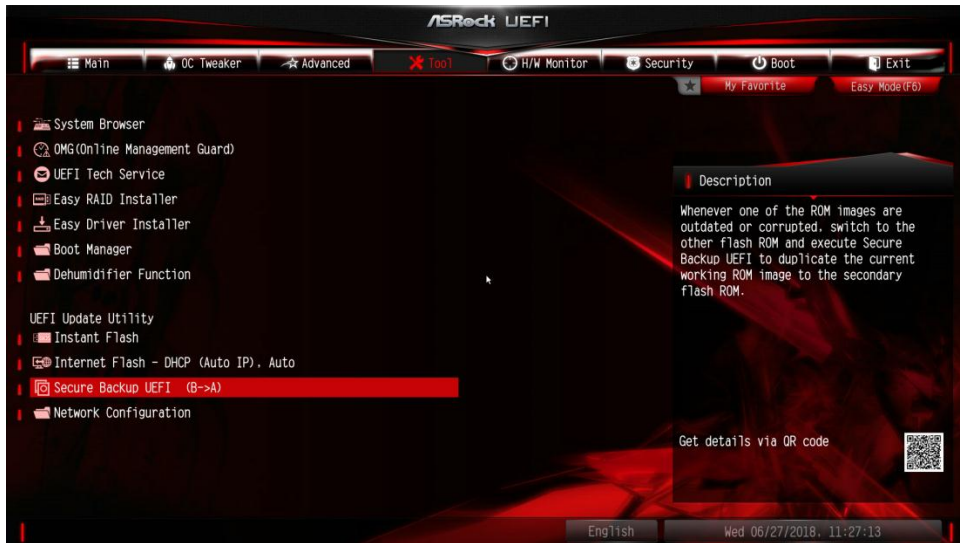 ASRock UEFI
Main
OC Tweaker
Advanced
Tool
H/W Monitor
Security
Boot
Exit
My Favorite
Easy Mode(F6)
System Browser
OMG(Online Management Guard)
UEFI Tech Service
Easy RAID Installer
Easy Driver Installer
Boot Manager
Dehumidifier Function
UEFI Update Utility
Instant Flash
Internet Flash - DHCP (Auto IP), Auto
Secure Backup UEFI (B->A)
Network Configuration
Description
Whenever one of the ROM images are
outdated or corrupted, switch to the
other flash ROM and execute Secure
Backup UEFI to duplicate the current
working ROM image to the secondary
flash ROM.
Get details via QR code
English
Wed 06/27/2018, 11:27:13